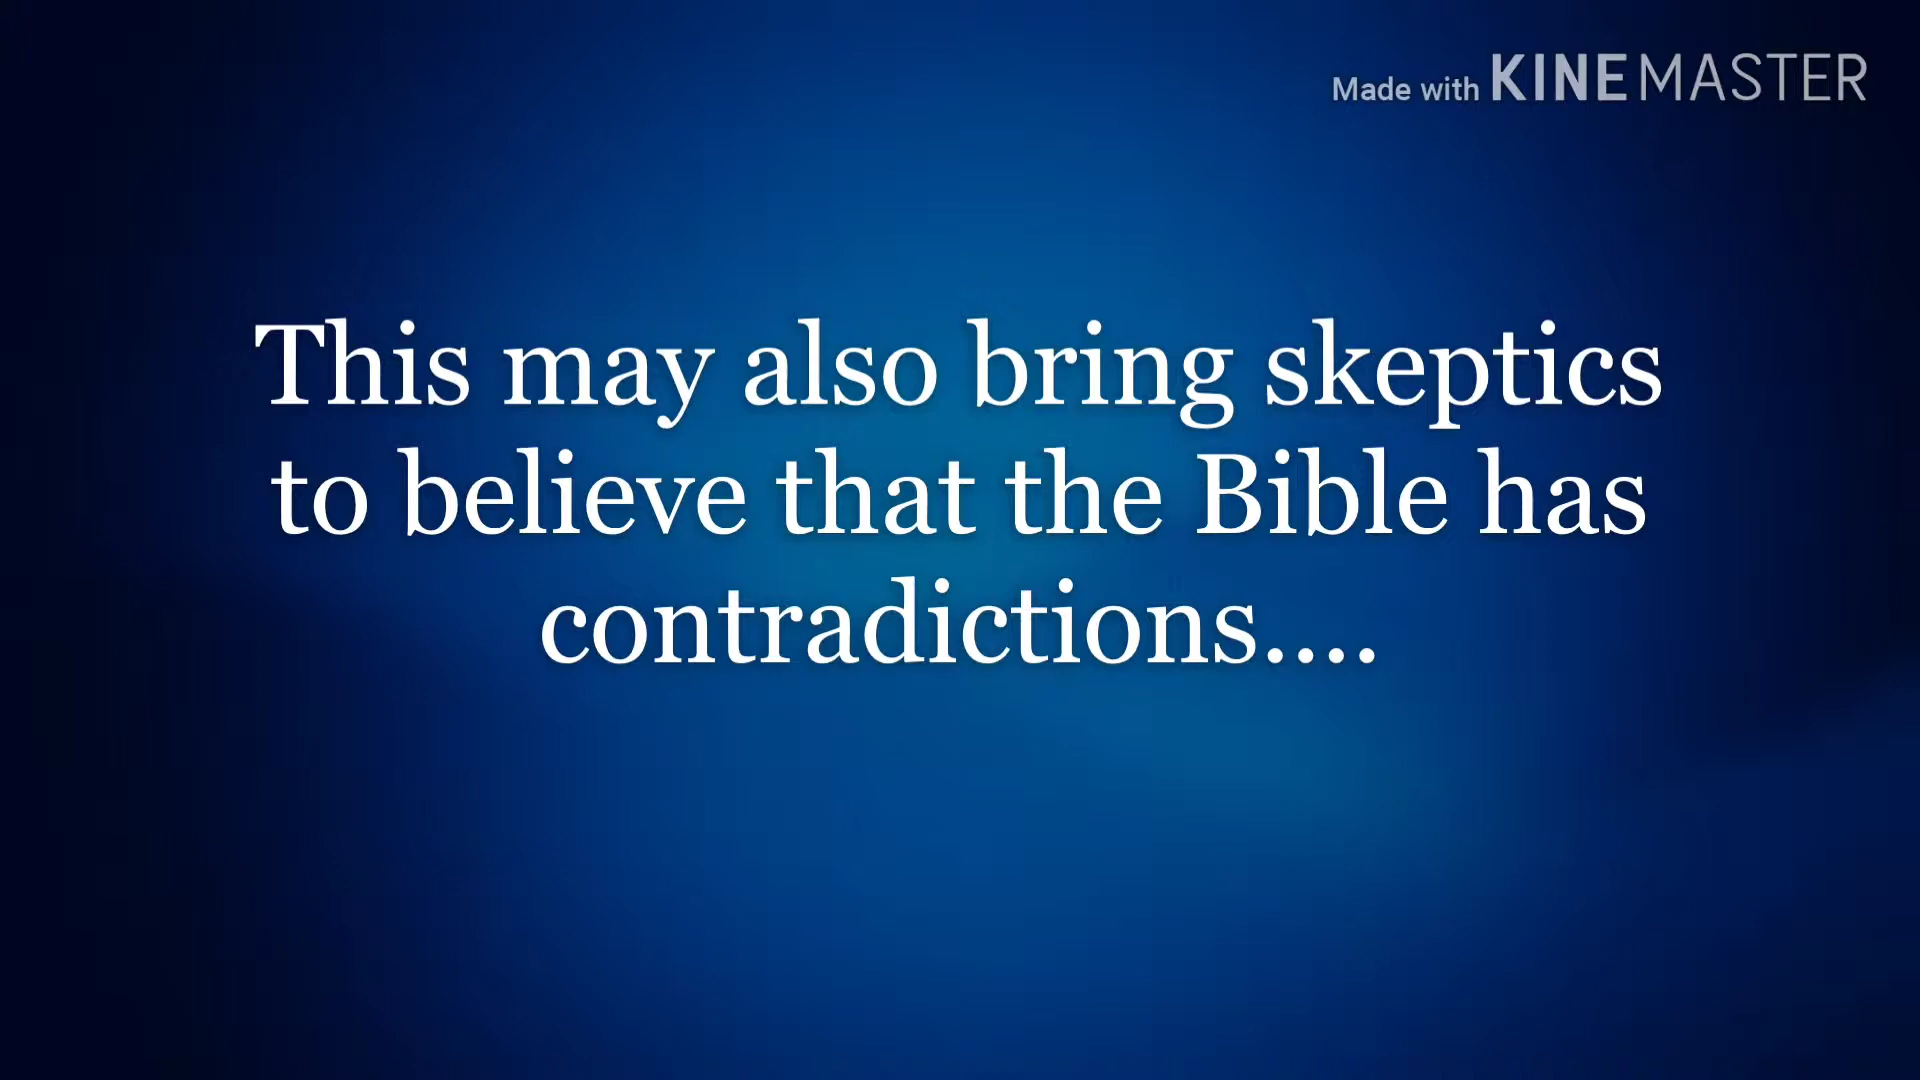 Made with KINEMASTER
This may also bring skeptics
to believe that the Bible has
contradictions....